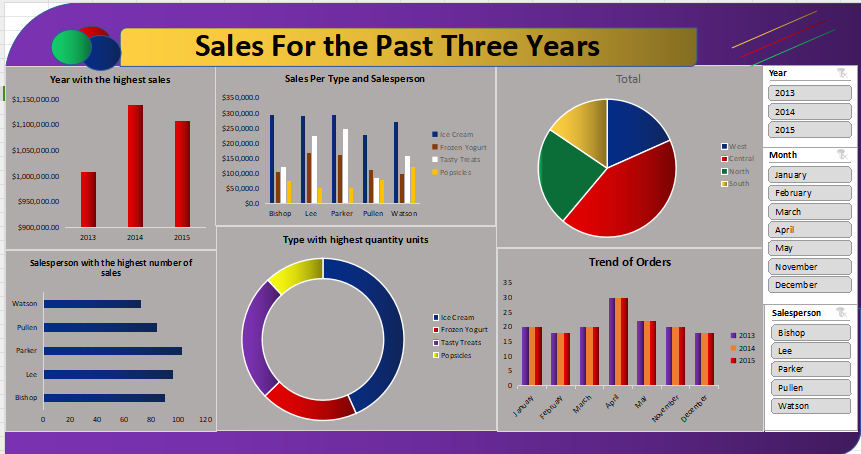 Sales For the Past Three Years
Year with the highest sales
$1,150,000.00
$1,100,000.00
$1,050,000.00
$1,000,000.00
$950,000.00
$900,000.00
2013 2014 2015
Sales Per Type and Salesperson
$350,000.0
$300,000.0
$250,000.0
$200,000.0
$150,000.0
$100,000.0
$50,000.0
$0.0
Bishop Lee Parker Pullen Watson
Ice Cream
Frozen Yogurt
Tasty Treats
Popsicles
Total
West
Central
North
South
Year
2013
2014
2015
Month
January
February
March
April
May
November
December
Salesperson with the highest number of
sales
Watson
Pullen
Parker
Lee
Bishop
0 20 40 60 80 100 120
Type with highest quantity units
Ice Cream
Frozen Yogurt
Tasty Treats
Popsicles
Trend of Orders
35
30
25
20
15
10
5
0
January February March April May November December
2013
2014
2015
Salesperson
Bishop
Lee
Parker
Pullen
Watson